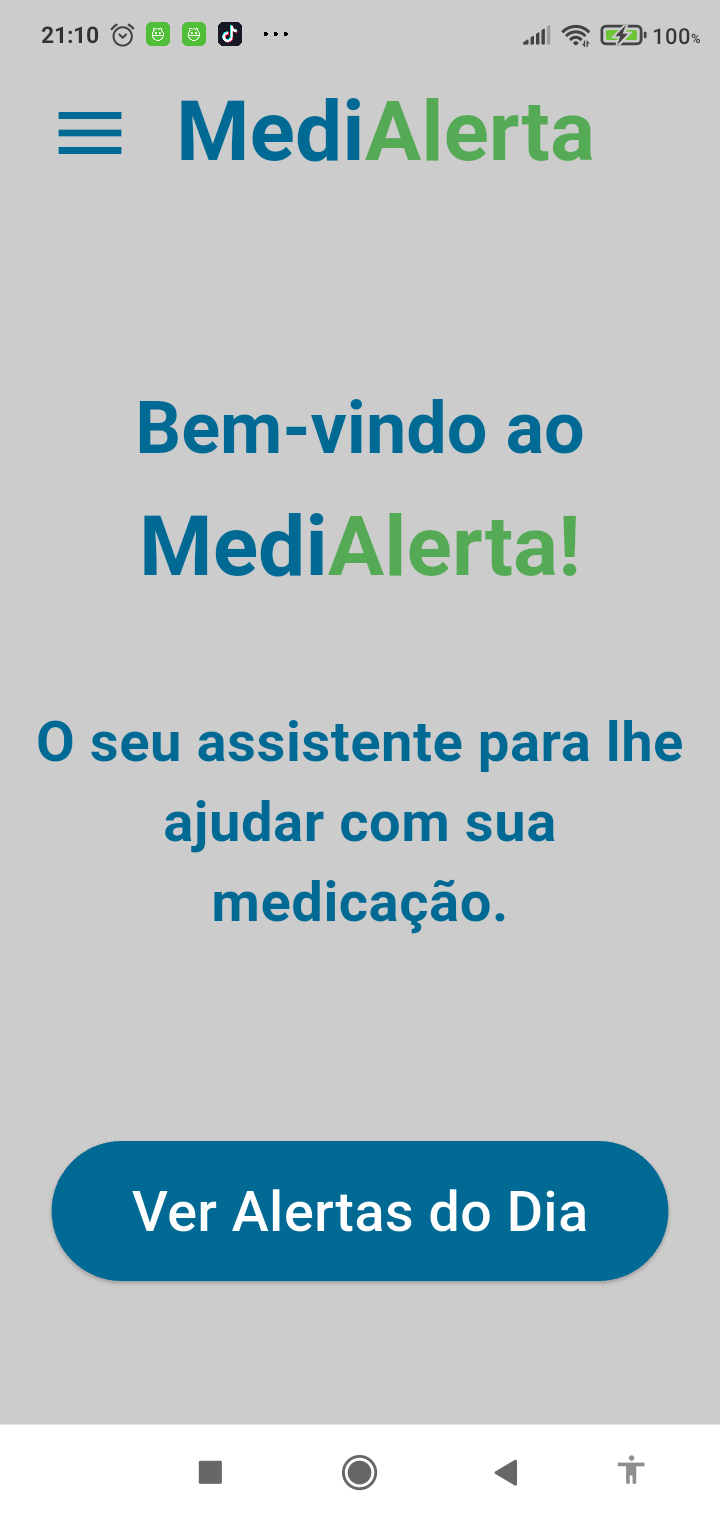 21:10 100%
MediAlerta
Bem-vindo ao
MediAlerta!
O seu assistente para lhe
ajudar com sua
medicação.
Ver Alertas do Dia